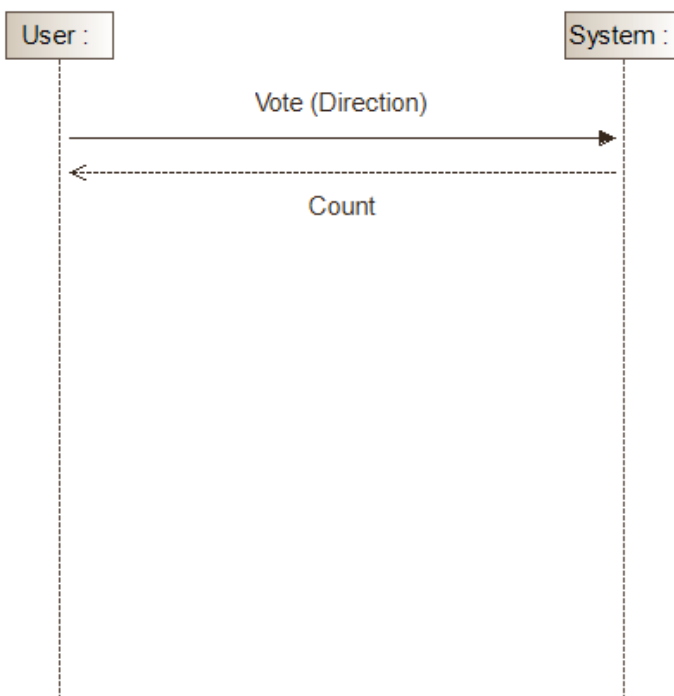 User :
System :
Vote (Direction)
Count